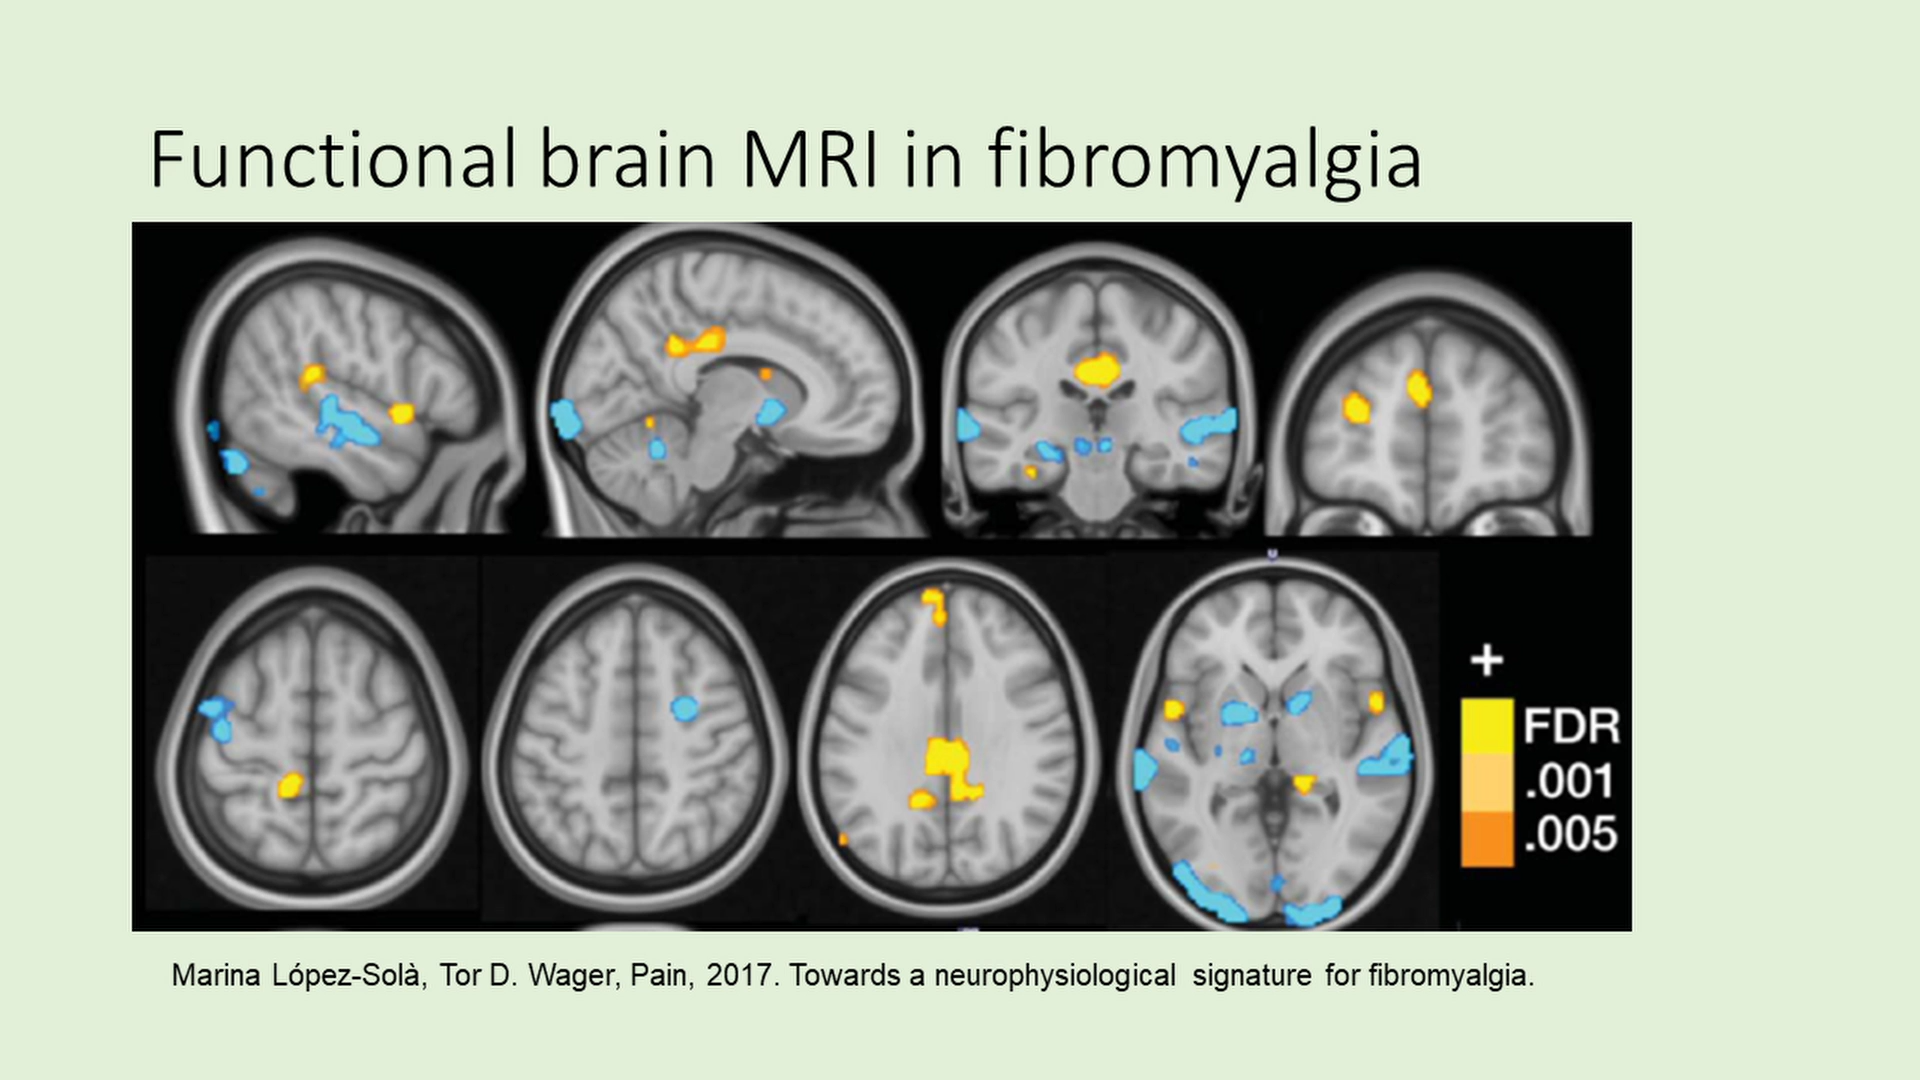 Functional brain MRI in fibromyalgia
+
FDR
.001
.005
Marina López-Solà, Tor D. Wager, Pain, 2017. Towards a neurophysiological signature for fibromyalgia.